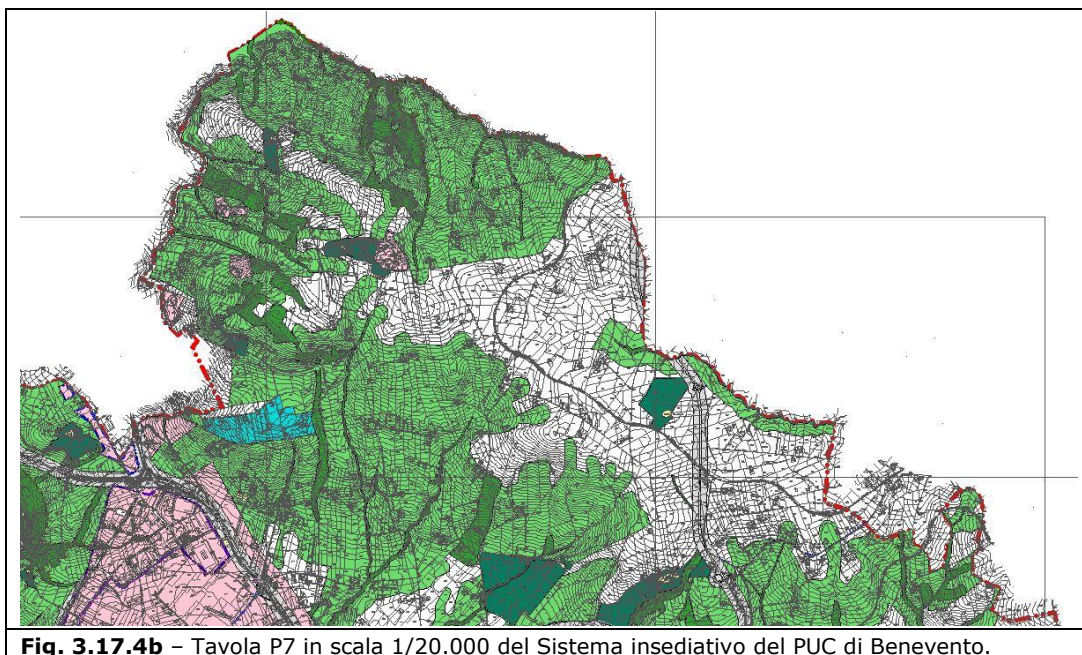 Fig. 3.17.4b – Tavola P7 in scala 1/20.000 del Sistema insediativo del PUC di Benevento.